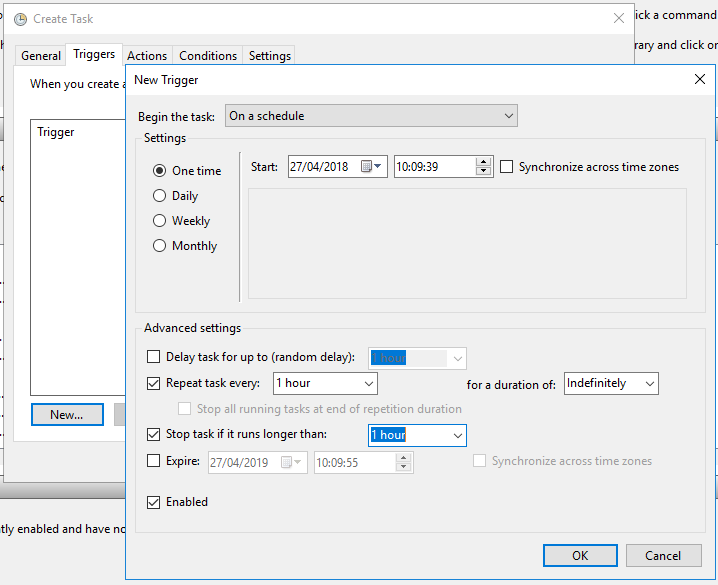 Create Task
ick a command
General Triggers Actions Conditions Settings
rary and click or
When you create a
New Trigger
Trigger
Begin the task: On a schedule
Settings
One time
Daily
Weekly
Monthly
Start: 27/04/2018 10:09:39 Synchronize across time zones
Advanced settings
Delay task for up to (random delay): 1 hour
Repeat task every: 1 hour for a duration of: Indefinitely
Stop all running tasks at end of repetition duration
Stop task if it runs longer than: 1 hour
Expire: 27/04/2019 10:09:55 Synchronize across time zones
Enabled
New...
ntly enabled and have no
OK Cancel